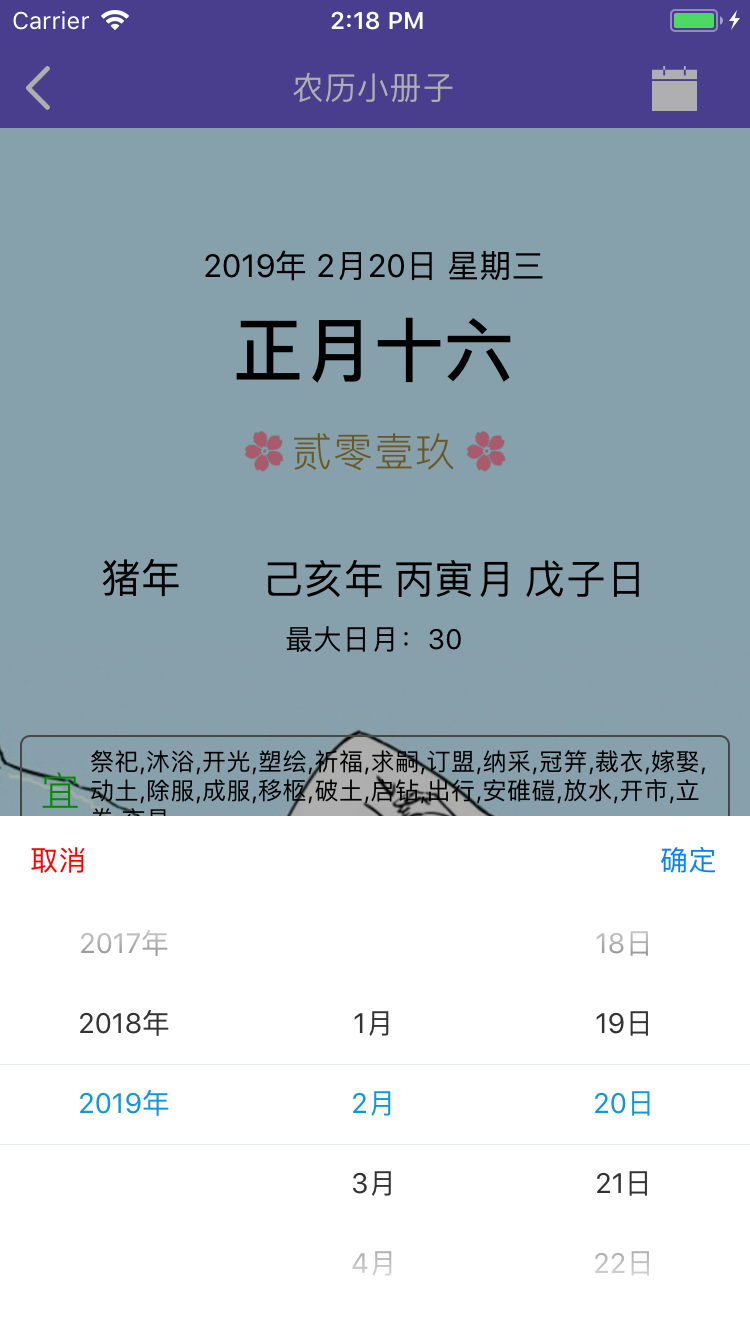 Carrier 2:18 PM
农历小册子
2019年 2月20日 星期三
正月十六
贰零壹玖
猪年 己亥年 丙寅月 戊子日
最大日月：30
宜
祭祀,沐浴,开光,塑绘,祈福,求嗣,订盟,纳采,冠笄,裁衣,嫁娶,
动土,除服,成服,移柩,破土,启钻,出行,安碓磑,放水,开市,立
取消 确定
2017年 18日
2018年 1月 19日
2019年 2月 20日
3月 21日
4月 22日